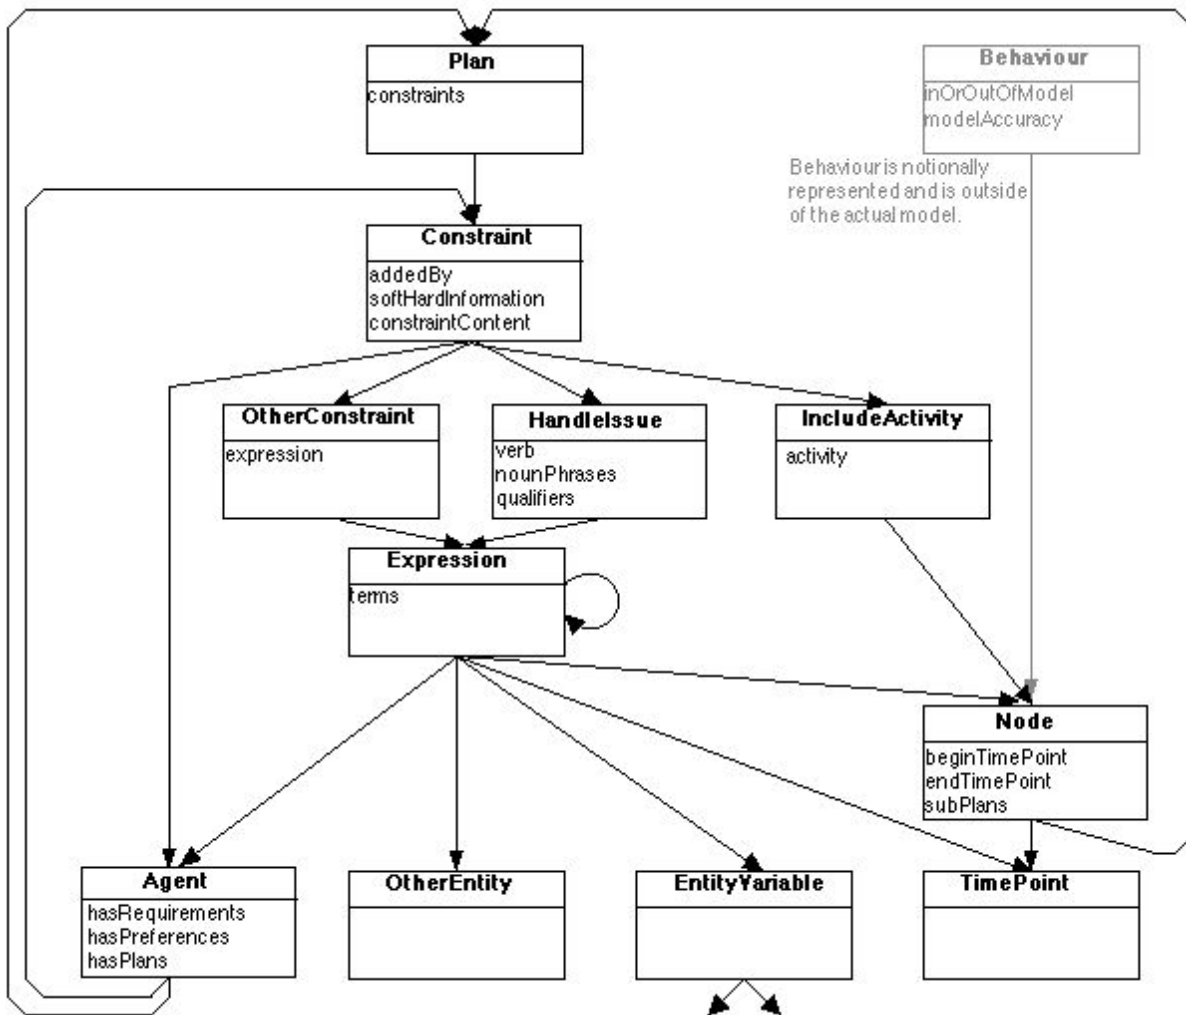 Plan
constraints
Behaviour
inOrOutOfModel
modelAccuracy
Behaviour is notionally
represented and is outside
of the actual model.
Constraint
addedBy
softHardInformation
constraintContent
OtherConstraint
expression
HandleIssue
verb
nounPhrases
qualifiers
IncludeActivity
activity
Expression
terms
Node
beginTimePoint
endTimePoint
subPlans
Agent
hasRequirements
hasPreferences
hasPlans
OtherEntity
EntityVariable
TimePoint